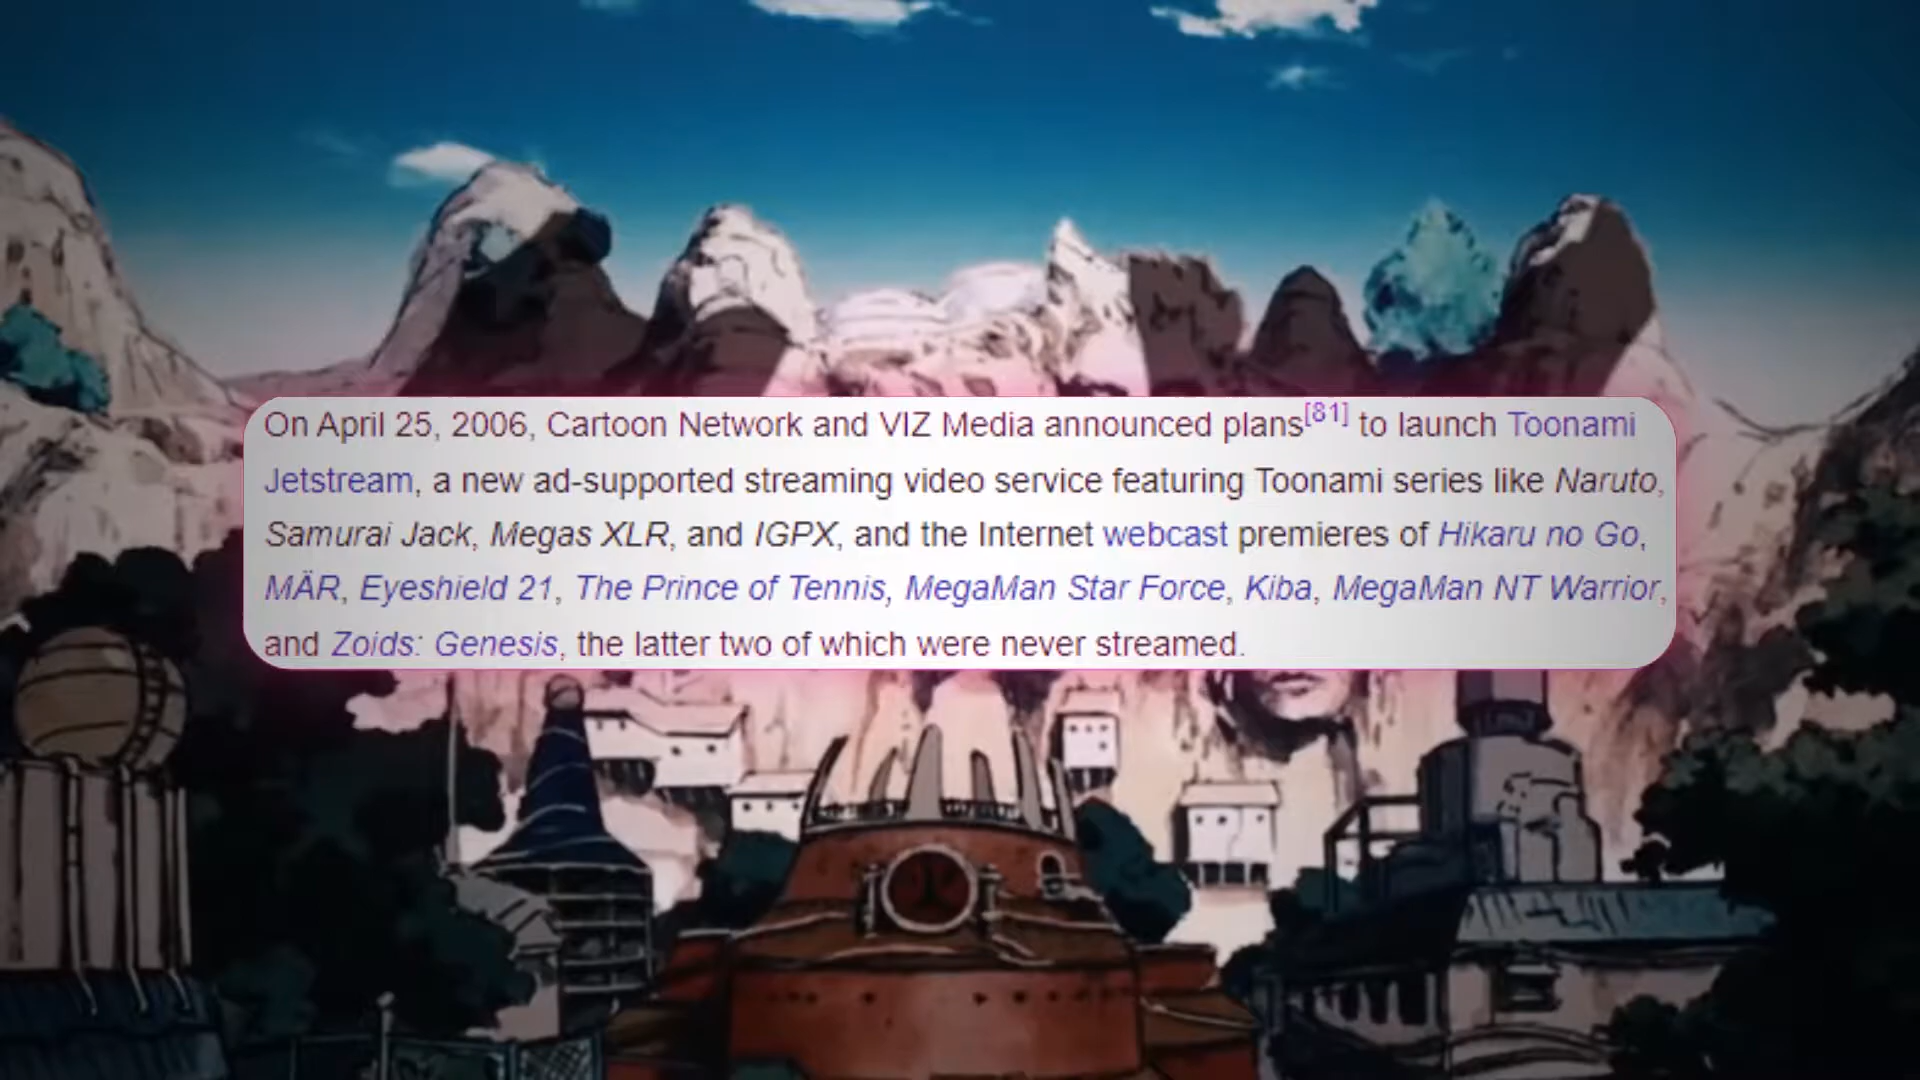 On April 25, 2006, Cartoon Network and VIZ Media announced plans[81] to launch Toonami
Jetstream, a new ad-supported streaming video service featuring Toonami series like Naruto,
Samurai Jack, Megas XLR, and IGPX, and the Internet webcast premieres of Hikaru no Go,
MÄR, Eyeshield 21, The Prince of Tennis, MegaMan Star Force, Kiba, MegaMan NT Warrior,
and Zoids: Genesis, the latter two of which were never streamed.